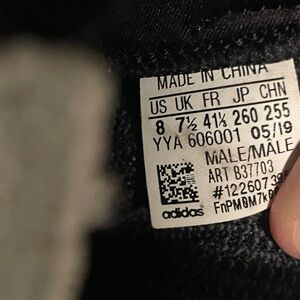 MADE IN CHINA
US UK FR JP CHN
8 7½ 41⅓ 260 255
YYA 606001 05/19
MALE/MALE
ART B37703
adidas